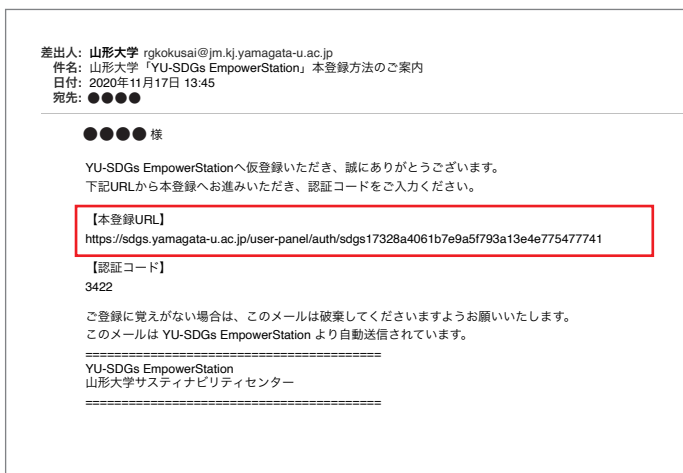 差出人: 山形大学 rgkokusai@jm.kj.yamagata-u.ac.jp
件名: 山形大学「YU-SDGs EmpowerStation」本登録方法のご案内
日付: 2020年11月17日 13:45
宛先: ●●●●
●●●● 様
YU-SDGs EmpowerStationへ仮登録いただき、誠にありがとうございます。
下記URLから本登録へお進みいただき、認証コードをご入力ください。
【本登録URL】
https://sdgs.yamagata-u.ac.jp/user-panel/auth/sdgs17328a4061b7e9a5f793a13e4e775477741
【認証コード】
3422
ご登録に覚えがない場合は、このメールは破棄してくださいますようお願いいたします。
このメールは YU-SDGs EmpowerStation より自動送信されています。
=========================================
YU-SDGs EmpowerStation
山形大学サスティナビリティセンター
=========================================